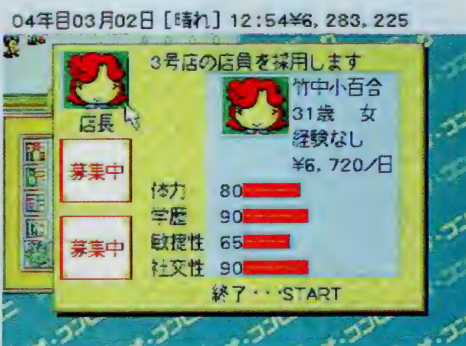 04年目03月02日[晴れ]12:54¥6,283,225
3号店の店員を採用します
竹中小百合
31歳 女
経験なし
¥6,720/日
店長
募集中
募集中
体力 80
学歴 90
敏捷性 65
社交性 90
終了・・・START